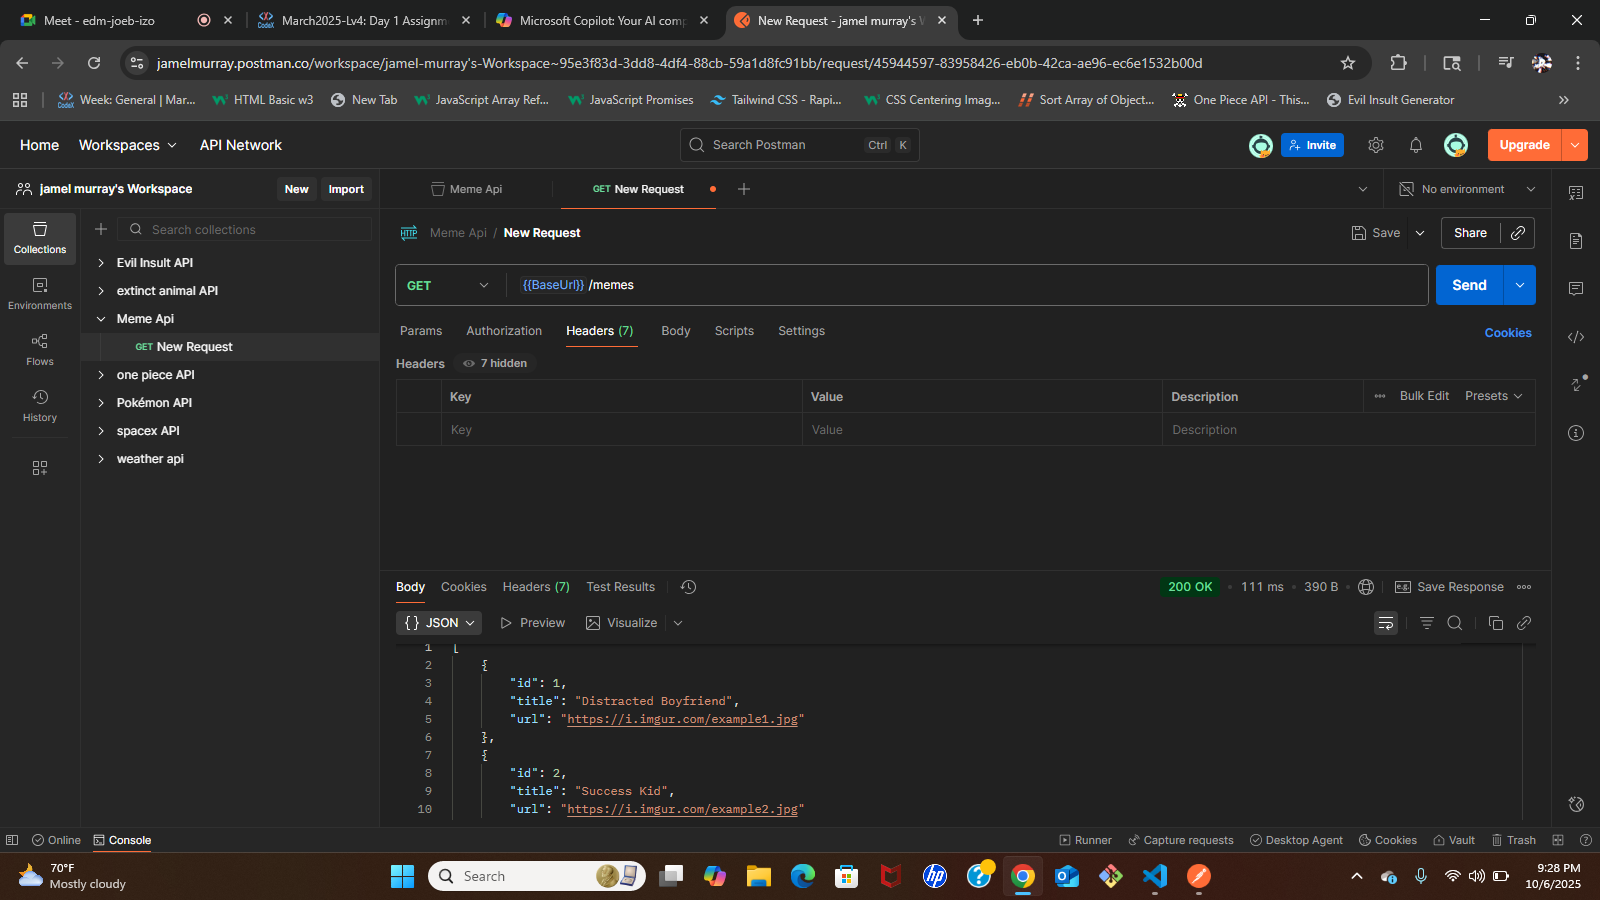 Meet - edm-joeb-izo
March2025-Lv4: Day 1 Assignm
Microsoft Copilot: Your AI comp
New Request - jamel murray's W
jamelmurray.postman.co/workspace/jamel-murray's-Workspace~95e3f83d-3dd8-4df4-88cb-59a1d8fc91bb/request/45944597-83958426-eb0b-42ca-ae96-ec6e1532b00d
Week: General | Mar...
HTML Basic w3
New Tab
JavaScript Array Ref...
JavaScript Promises
Tailwind CSS - Rapi...
CSS Centering Imag...
Sort Array of Object...
One Piece API - This...
Evil Insult Generator
Home
Workspaces
API Network
Search Postman
Ctrl K
Invite
Upgrade
jamel murray's Workspace
New
Import
Meme Api
GET New Request
No environment
Collections
Environments
Flows
History
Search collections
Evil Insult API
extinct animal API
Meme Api
GET New Request
one piece API
Pokémon API
spacex API
weather api
HTTP Meme Api / New Request
Save
Share
GET
{{BaseUrl}} /memes
Send
Params
Authorization
Headers (7)
Body
Scripts
Settings
Cookies
Headers
7 hidden
Key
Value
Description
Bulk Edit
Presets
Key
Value
Description
Body
Cookies
Headers (7)
Test Results
200 OK
111 ms
390 B
e.g. Save Response
{} JSON
Preview
Visualize
1 [
2 {
3 "id": 1,
4 "title": "Distracted Boyfriend",
5 "url": "https://i.imgur.com/example1.jpg"
6 },
7 {
8 "id": 2,
9 "title": "Success Kid",
10 "url": "https://i.imgur.com/example2.jpg"
Online
Console
Runner
Capture requests
Desktop Agent
Cookies
Vault
Trash
70°F
Mostly cloudy
Search
9:28 PM
10/6/2025